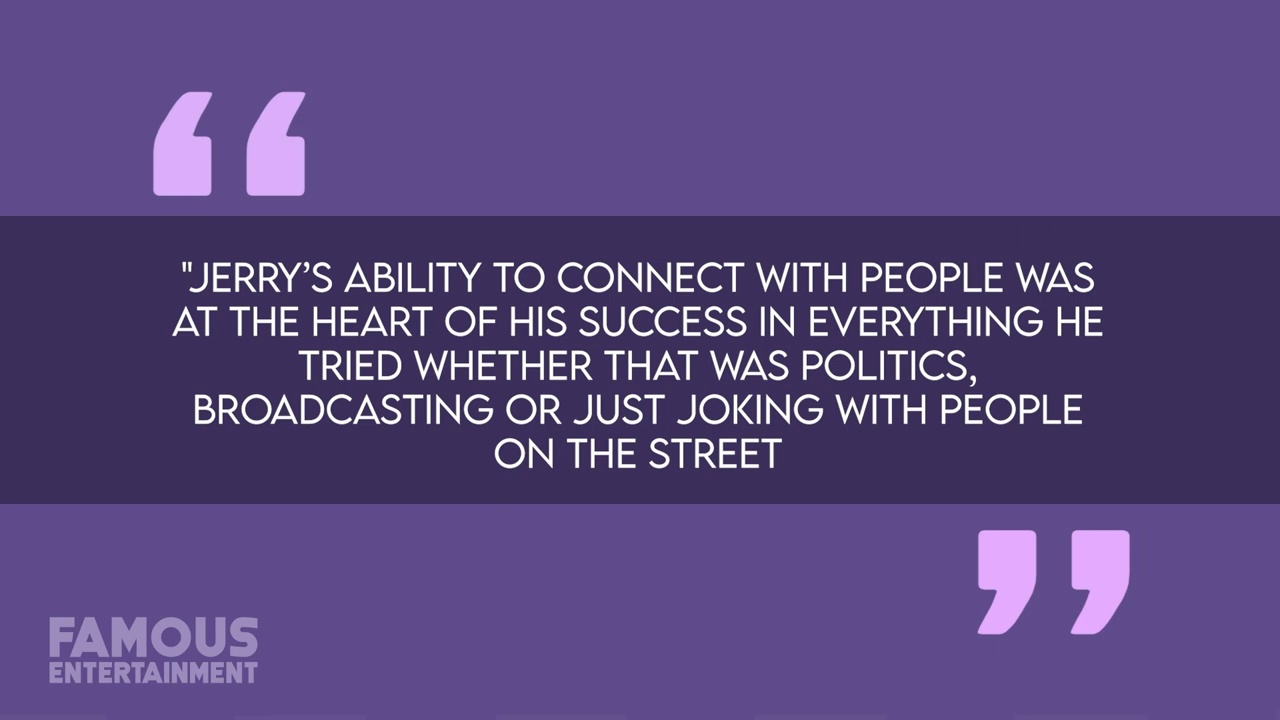 "JERRY’S ABILITY TO CONNECT WITH PEOPLE WAS
AT THE HEART OF HIS SUCCESS IN EVERYTHING HE
TRIED WHETHER THAT WAS POLITICS,
BROADCASTING OR JUST JOKING WITH PEOPLE
ON THE STREET
FAMOUS
ENTERTAINMENT